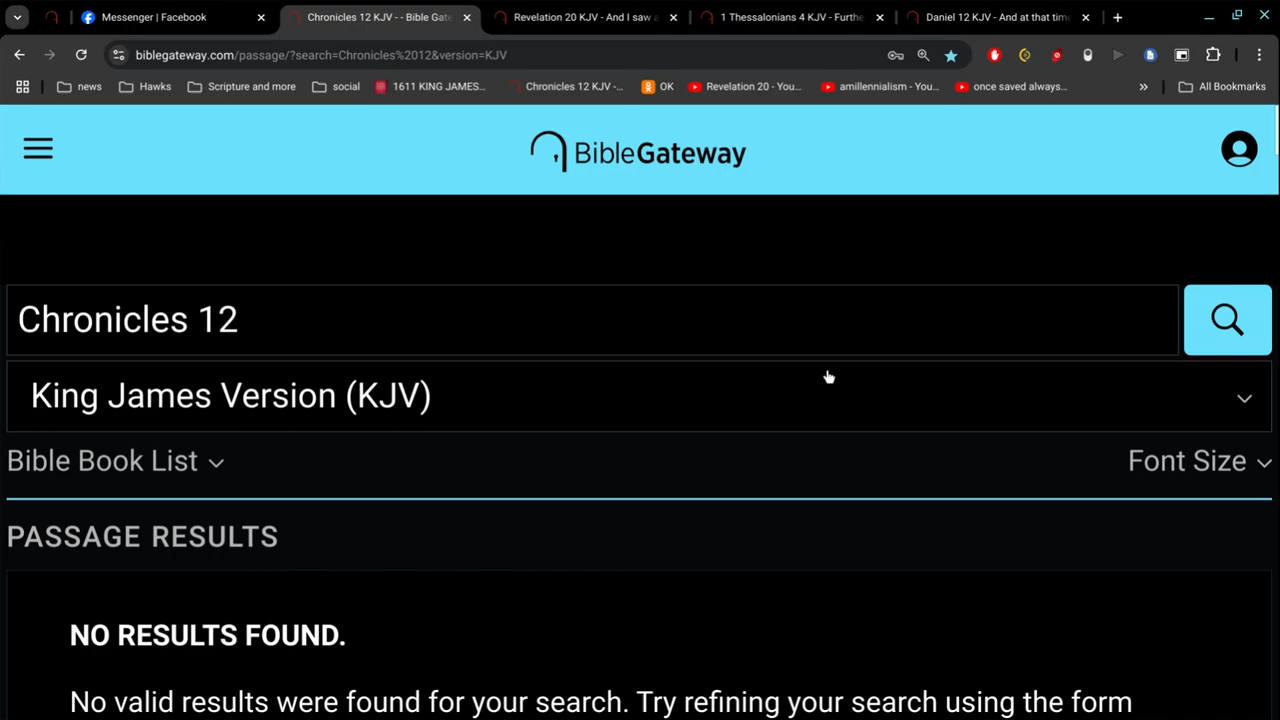 Messenger | Facebook
Chronicles 12 KJV - - Bible Gate
Revelation 20 KJV - And I saw a
1 Thessalonians 4 KJV - Furthe
Daniel 12 KJV - And at that time
biblegateway.com/passage/?search=Chronicles%2012&version=KJV
news
Hawks
Scripture and more
social
1611 KING JAMES...
Chronicles 12 KJV -...
OK
Revelation 20 - You...
amillennialism - You...
once saved always...
»
All Bookmarks
BibleGateway
Chronicles 12
King James Version (KJV)
Bible Book List
Font Size
PASSAGE RESULTS
NO RESULTS FOUND.
No valid results were found for your search. Try refining your search using the form